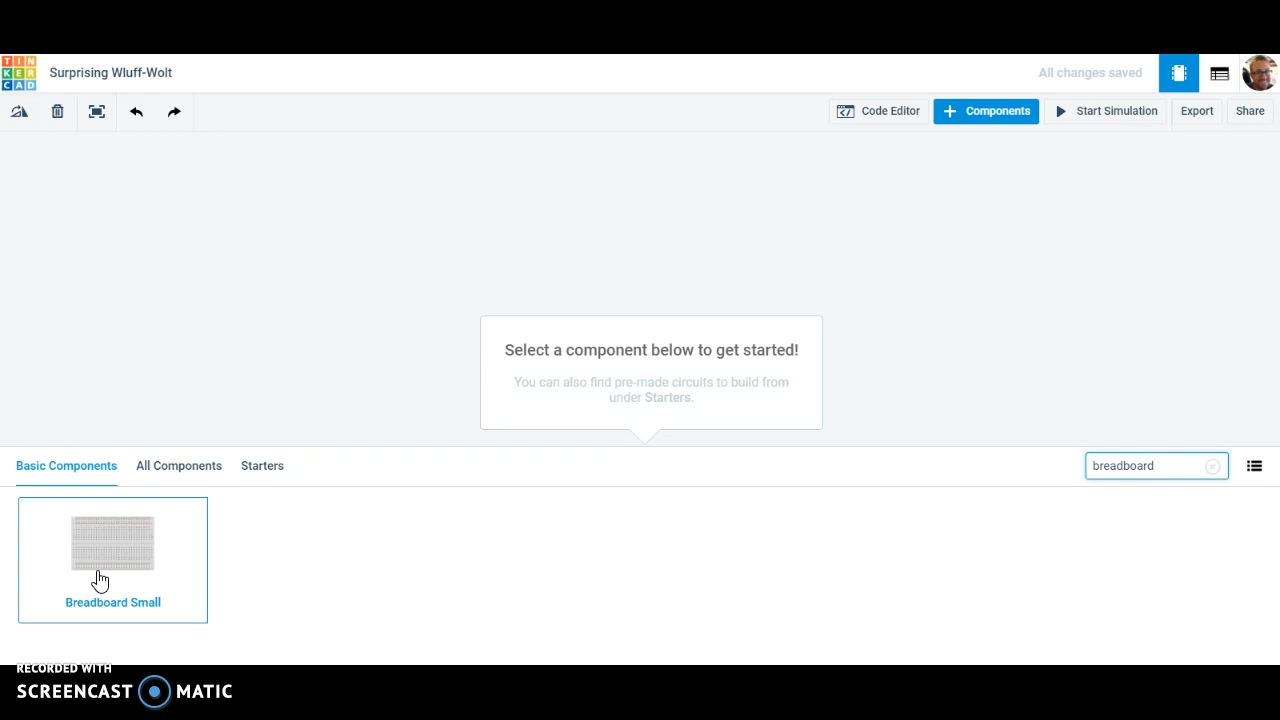 TIN
KER
CAD
Surprising Wluff-Wolt
All changes saved
Code Editor
Components
Start Simulation
Export
Share
Select a component below to get started!
You can also find pre-made circuits to build from
under Starters.
Basic Components
All Components
Starters
breadboard
Breadboard Small
RECORDED WITH
SCREENCAST MATIC